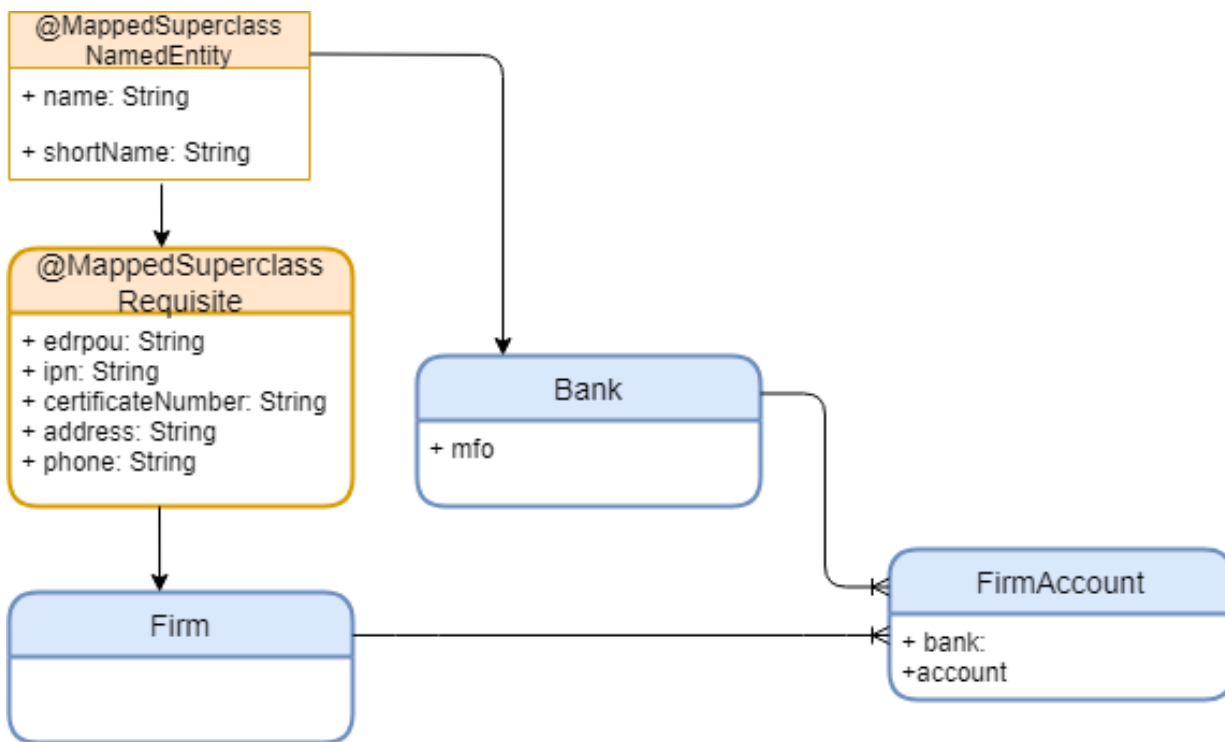 @MappedSuperclass
NamedEntity
+ name: String
+ shortName: String
@MappedSuperclass
Requisite
+ edrpou: String
+ ipn: String
+ certificateNumber: String
+ address: String
+ phone: String
Bank
+ mfo
Firm
FirmAccount
+ bank:
+account